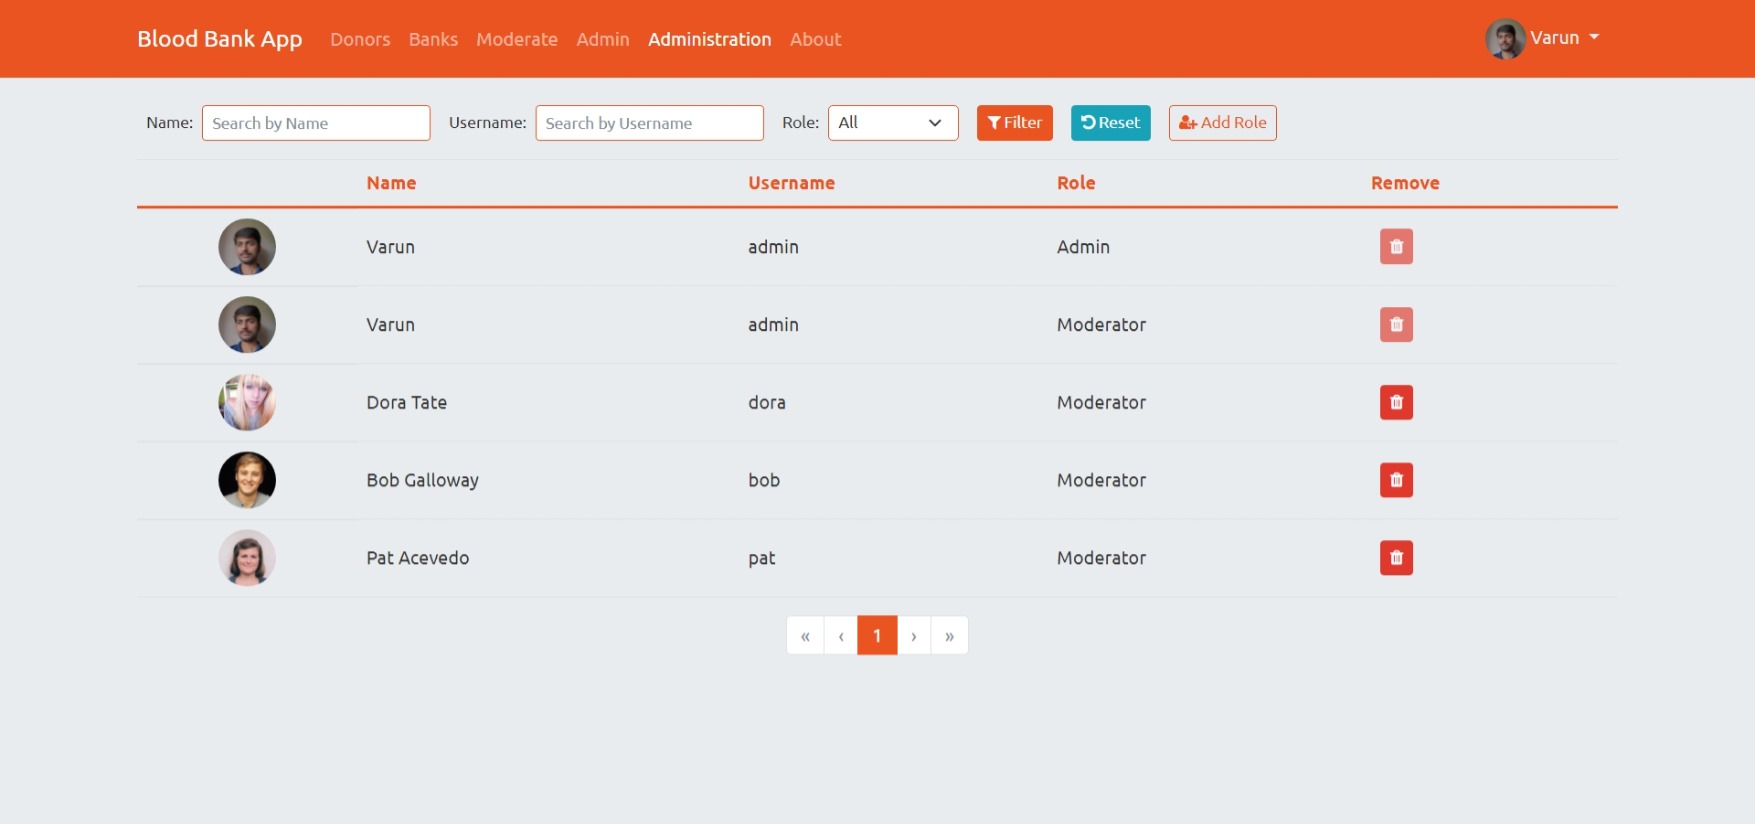 Blood Bank App Donors Banks Moderate Admin Administration About Varun
Name: Search by Name Username: Search by Username Role: All Filter Reset Add Role
Name Username Role Remove
Varun admin Admin
Varun admin Moderator
Dora Tate dora Moderator
Bob Galloway bob Moderator
Pat Acevedo pat Moderator
« ‹ 1 › »